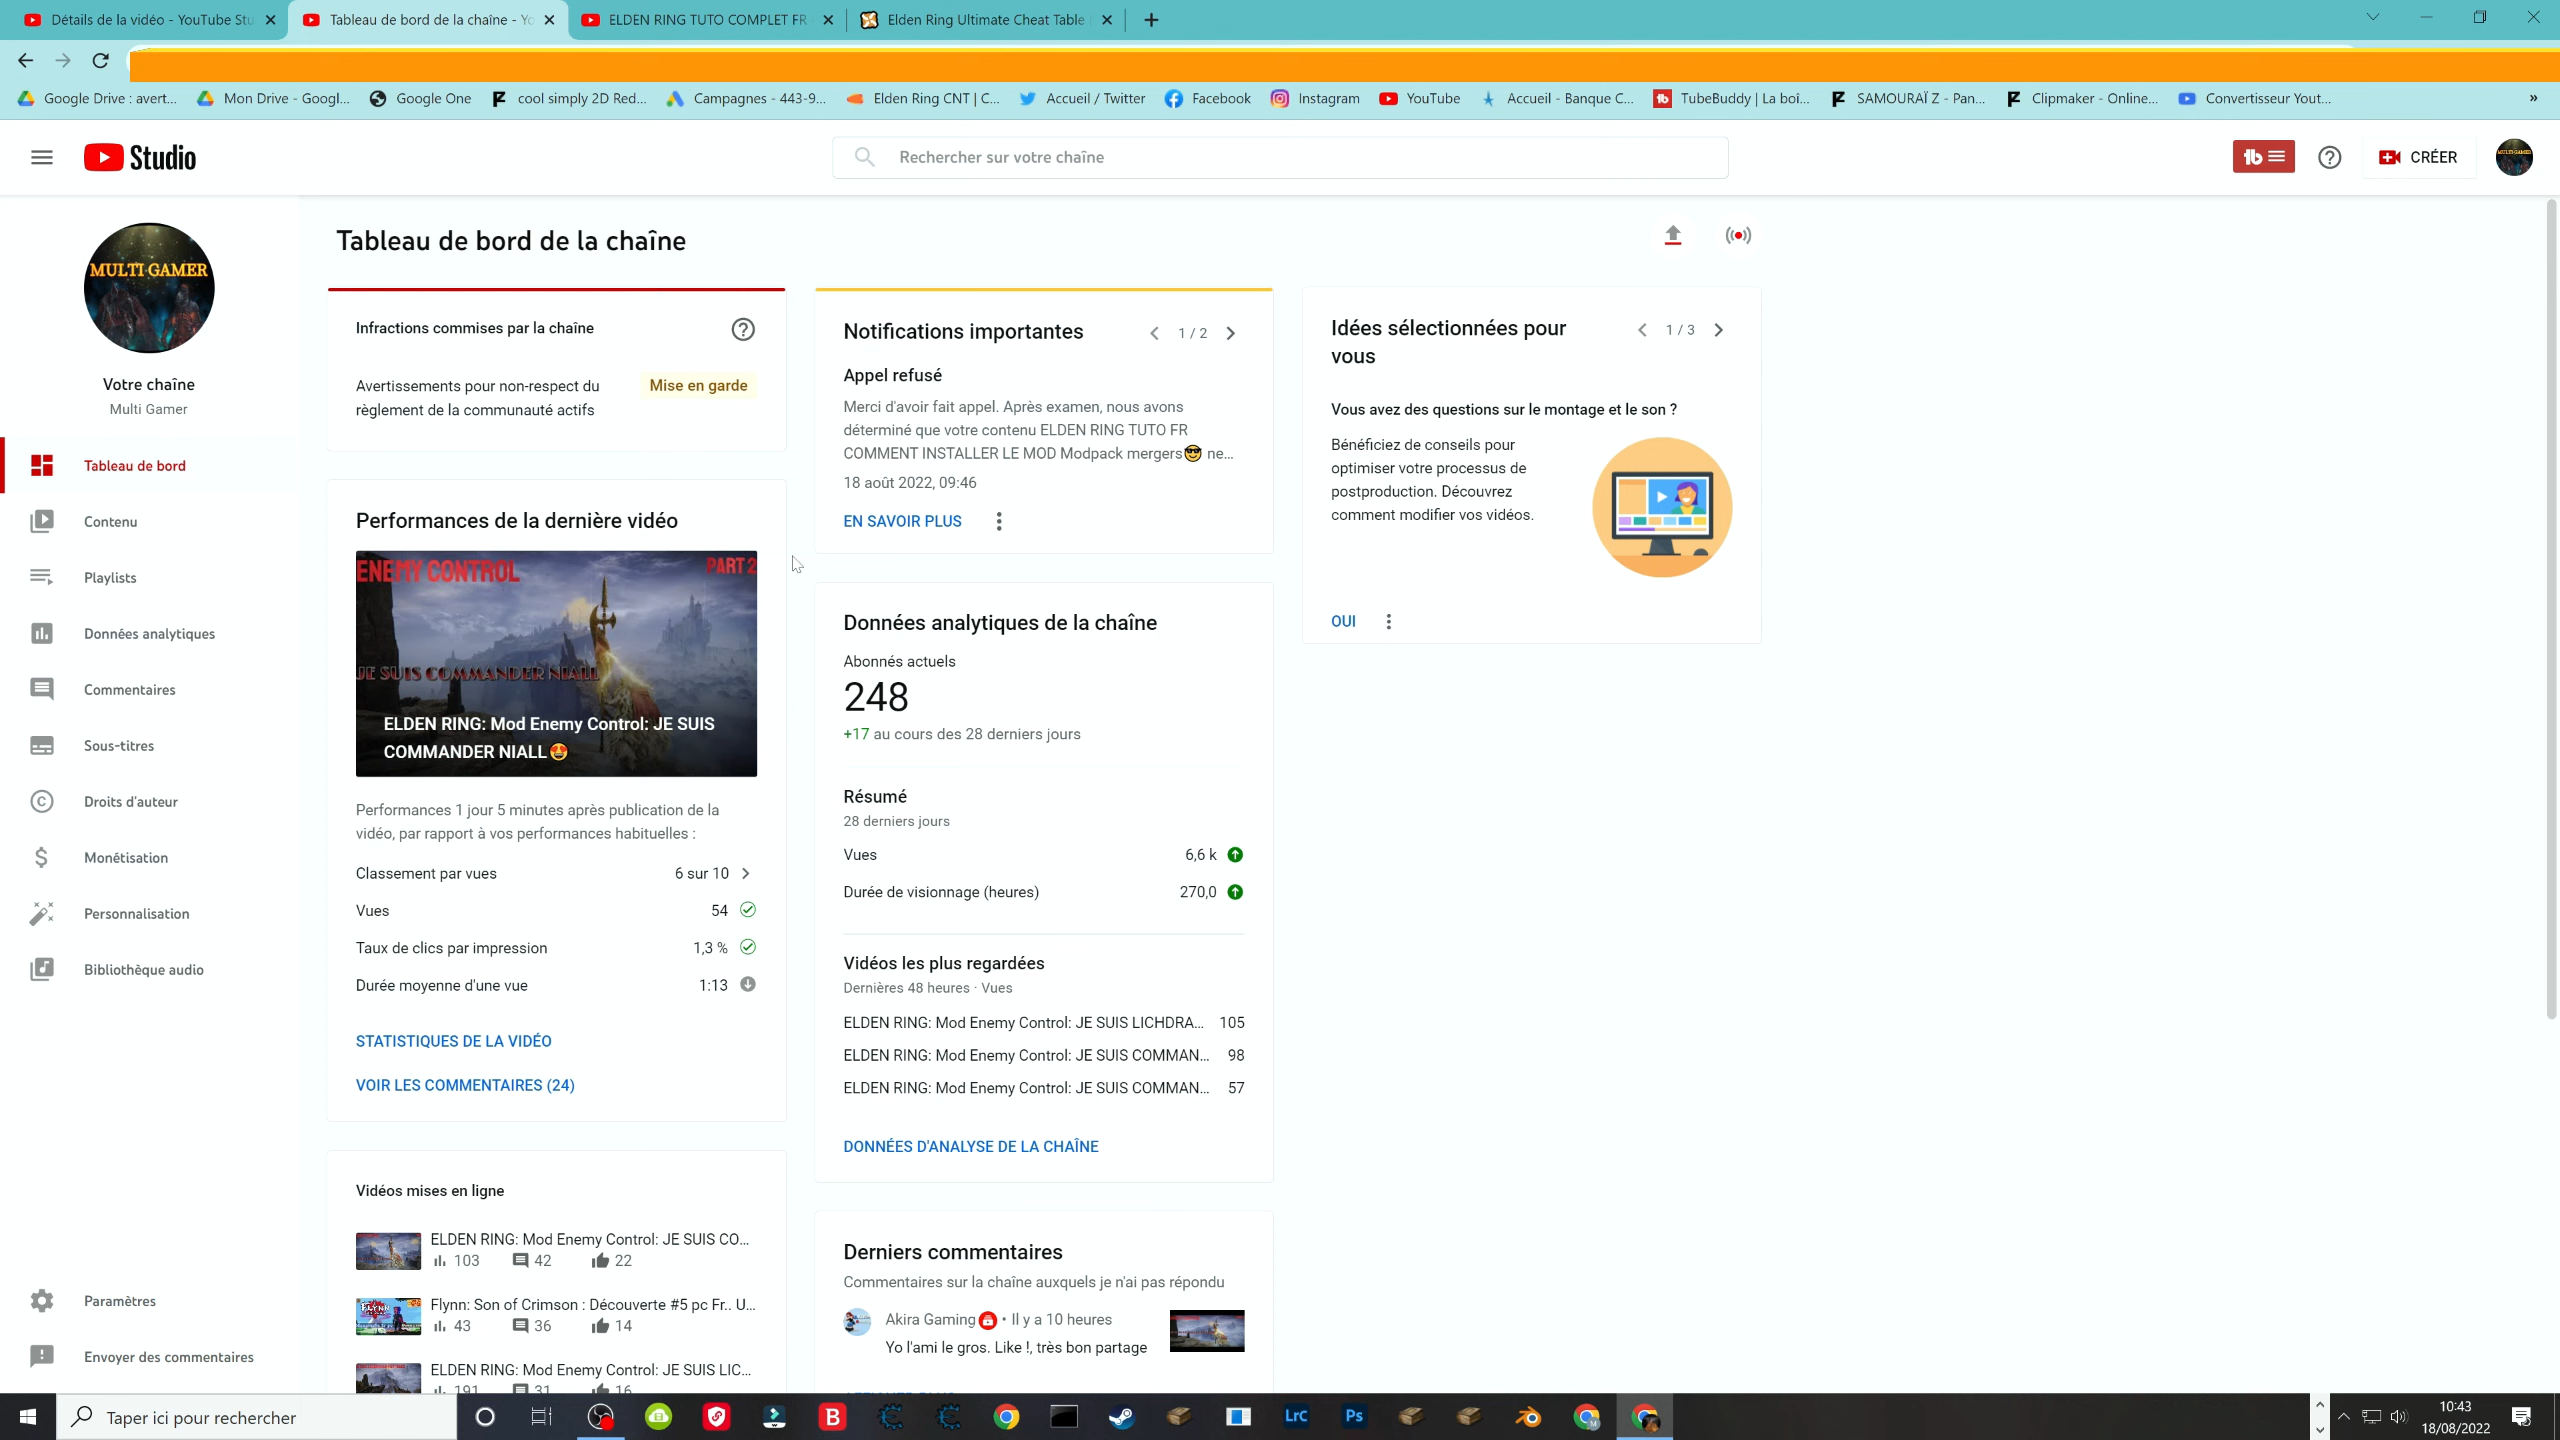 Détails de la vidéo - YouTube Stu
Tableau de bord de la chaîne - Yo
ELDEN RING TUTO COMPLET FR
Elden Ring Ultimate Cheat Table
Google Drive : avert...
Mon Drive - Googl...
Google One
cool simply 2D Red...
Campagnes - 443-9...
Elden Ring CNT | C...
Accueil / Twitter
Facebook
Instagram
YouTube
Accueil - Banque C...
TubeBuddy | La boî...
SAMOURAÏ Z - Pan...
Clipmaker - Online...
Convertisseur Yout...
»
Studio
Rechercher sur votre chaîne
CRÉER
MULTI GAMER
Votre chaîne
Multi Gamer
Tableau de bord
Contenu
Playlists
Données analytiques
Commentaires
Sous-titres
Droits d'auteur
Monétisation
Personnalisation
Bibliothèque audio
Paramètres
Envoyer des commentaires
Tableau de bord de la chaîne
Infractions commises par la chaîne
Avertissements pour non-respect du
règlement de la communauté actifs
Mise en garde
Performances de la dernière vidéo
ENEMY CONTROL
PART 2
JE SUIS COMMANDER NIALL
ELDEN RING: Mod Enemy Control: JE SUIS
COMMANDER NIALL😍
Performances 1 jour 5 minutes après publication de la
vidéo, par rapport à vos performances habituelles :
Classement par vues 6 sur 10
Vues 54
Taux de clics par impression 1,3 %
Durée moyenne d'une vue 1:13
STATISTIQUES DE LA VIDÉO
VOIR LES COMMENTAIRES (24)
Vidéos mises en ligne
ELDEN RING: Mod Enemy Control: JE SUIS CO...
103 42 22
Flynn: Son of Crimson : Découverte #5 pc Fr.. U...
43 36 14
ELDEN RING: Mod Enemy Control: JE SUIS LIC...
191 31 16
Notifications importantes
1 / 2
Appel refusé
Merci d'avoir fait appel. Après examen, nous avons
déterminé que votre contenu ELDEN RING TUTO FR
COMMENT INSTALLER LE MOD Modpack mergers😎 ne...
18 août 2022, 09:46
EN SAVOIR PLUS
Données analytiques de la chaîne
Abonnés actuels
248
+17 au cours des 28 derniers jours
Résumé
28 derniers jours
Vues 6,6 k
Durée de visionnage (heures) 270,0
Vidéos les plus regardées
Dernières 48 heures · Vues
ELDEN RING: Mod Enemy Control: JE SUIS LICHDRA... 105
ELDEN RING: Mod Enemy Control: JE SUIS COMMAN... 98
ELDEN RING: Mod Enemy Control: JE SUIS COMMAN... 57
DONNÉES D'ANALYSE DE LA CHAÎNE
Derniers commentaires
Commentaires sur la chaîne auxquels je n'ai pas répondu
Akira Gaming • Il y a 10 heures
Yo l'ami le gros. Like !, très bon partage
Idées sélectionnées pour
vous
1 / 3
Vous avez des questions sur le montage et le son ?
Bénéficiez de conseils pour
optimiser votre processus de
postproduction. Découvrez
comment modifier vos vidéos.
OUI
Taper ici pour rechercher
LrC
Ps
10:43
18/08/2022